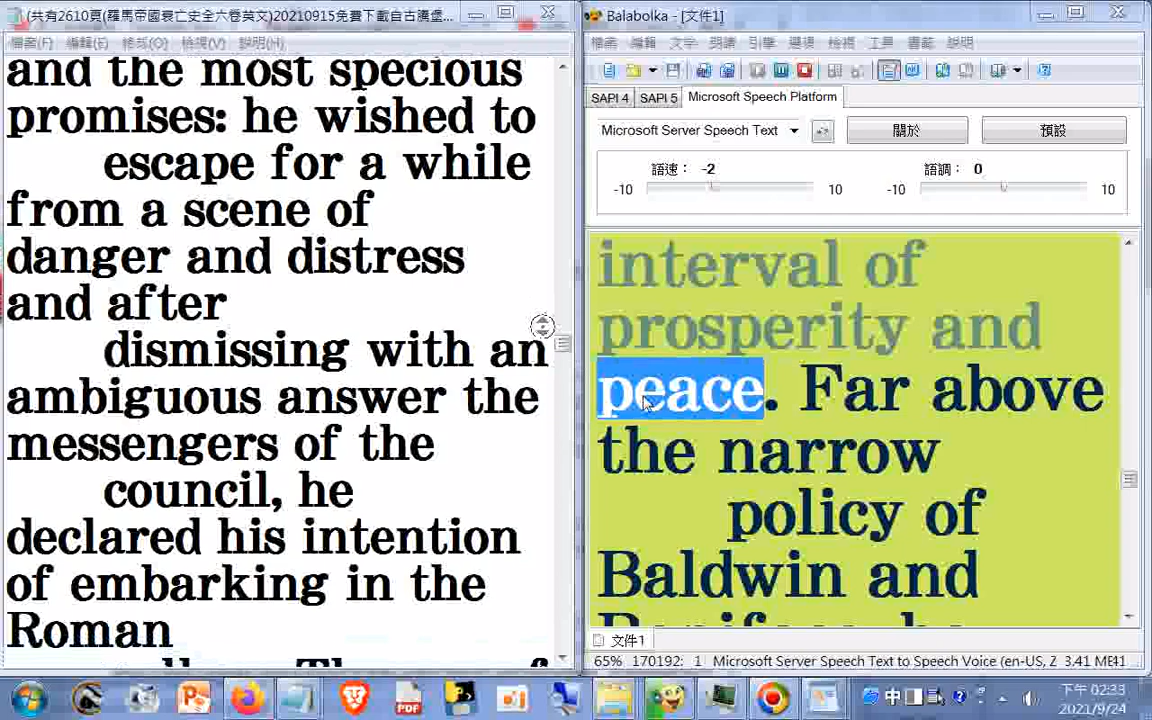 (共有2610頁(羅馬帝國衰亡史全六卷英文)20210915免費下載自古騰堡...
檔案(F) 編輯(E) 格式(O) 檢視(V) 說明(H)
and the most specious
promises: he wished to
escape for a while
from a scene of
danger and distress
and after
dismissing with an
ambiguous answer the
messengers of the
council, he
declared his intention
of embarking in the
Roman
Balabolka - [文件1]
檔案 編輯 文字 朗讀 引擎 選項 檢視 工具 書籤 說明
SAPI 4 SAPI 5 Microsoft Speech Platform
Microsoft Server Speech Text 關於 預設
語速: -2 語調: 0
-10 10 -10 10
interval of
prosperity and
peace. Far above
the narrow
policy of
Baldwin and
文件1
65% 170192: 1 Microsoft Server Speech Text to Speech Voice (en-US, Z 3.41 ME41
PDF 中 下午 02:33
2021/9/24